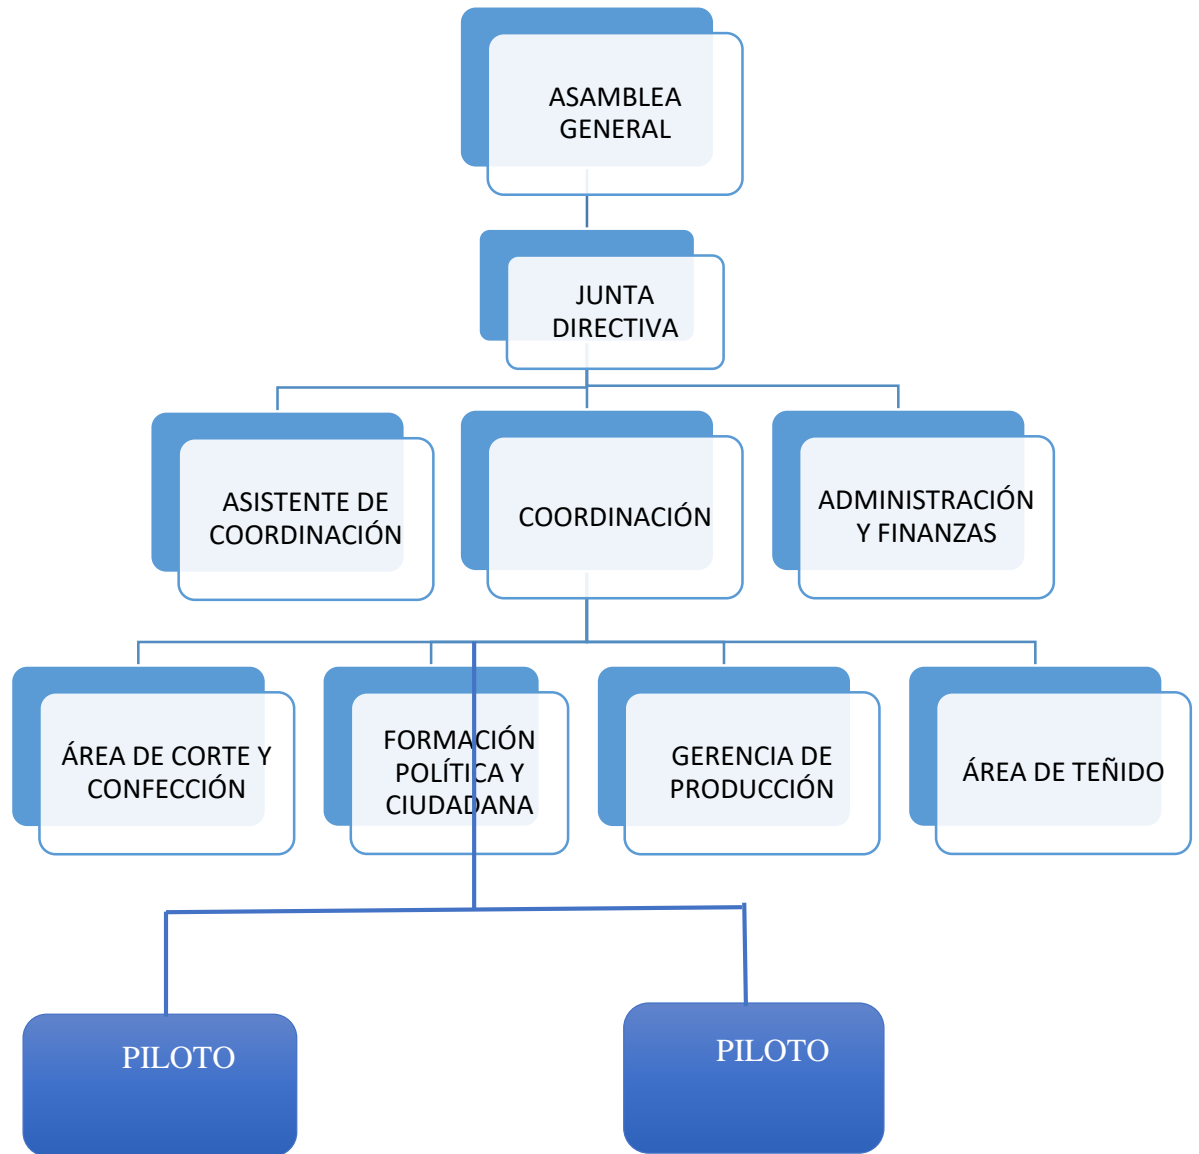 ASAMBLEA
GENERAL
JUNTA
DIRECTIVA
ASISTENTE DE
COORDINACIÓN
COORDINACIÓN
ADMINISTRACIÓN
Y FINANZAS
ÁREA DE CORTE Y
CONFECCIÓN
FORMACIÓN
POLÍTICA Y
CIUDADANA
GERENCIA DE
PRODUCCIÓN
ÁREA DE TEÑIDO
PILOTO
PILOTO